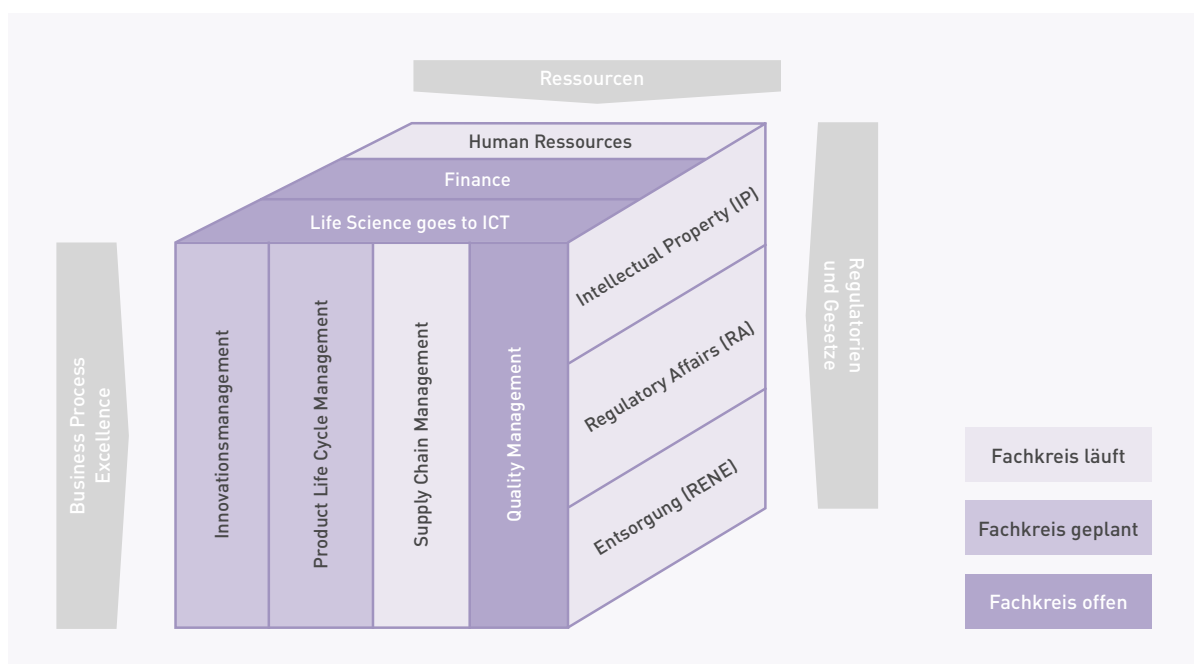 Ressourcen
Human Ressources
Finance
Life Science goes to ICT
Business Process
Excellence
Innovationsmanagement
Product Life Cycle Management
Supply Chain Management
Quality Management
Intellectual Property (IP)
Regulatory Affairs (RA)
Entsorgung (RENE)
Regulatorien
und Gesetze
Fachkreis läuft
Fachkreis geplant
Fachkreis offen